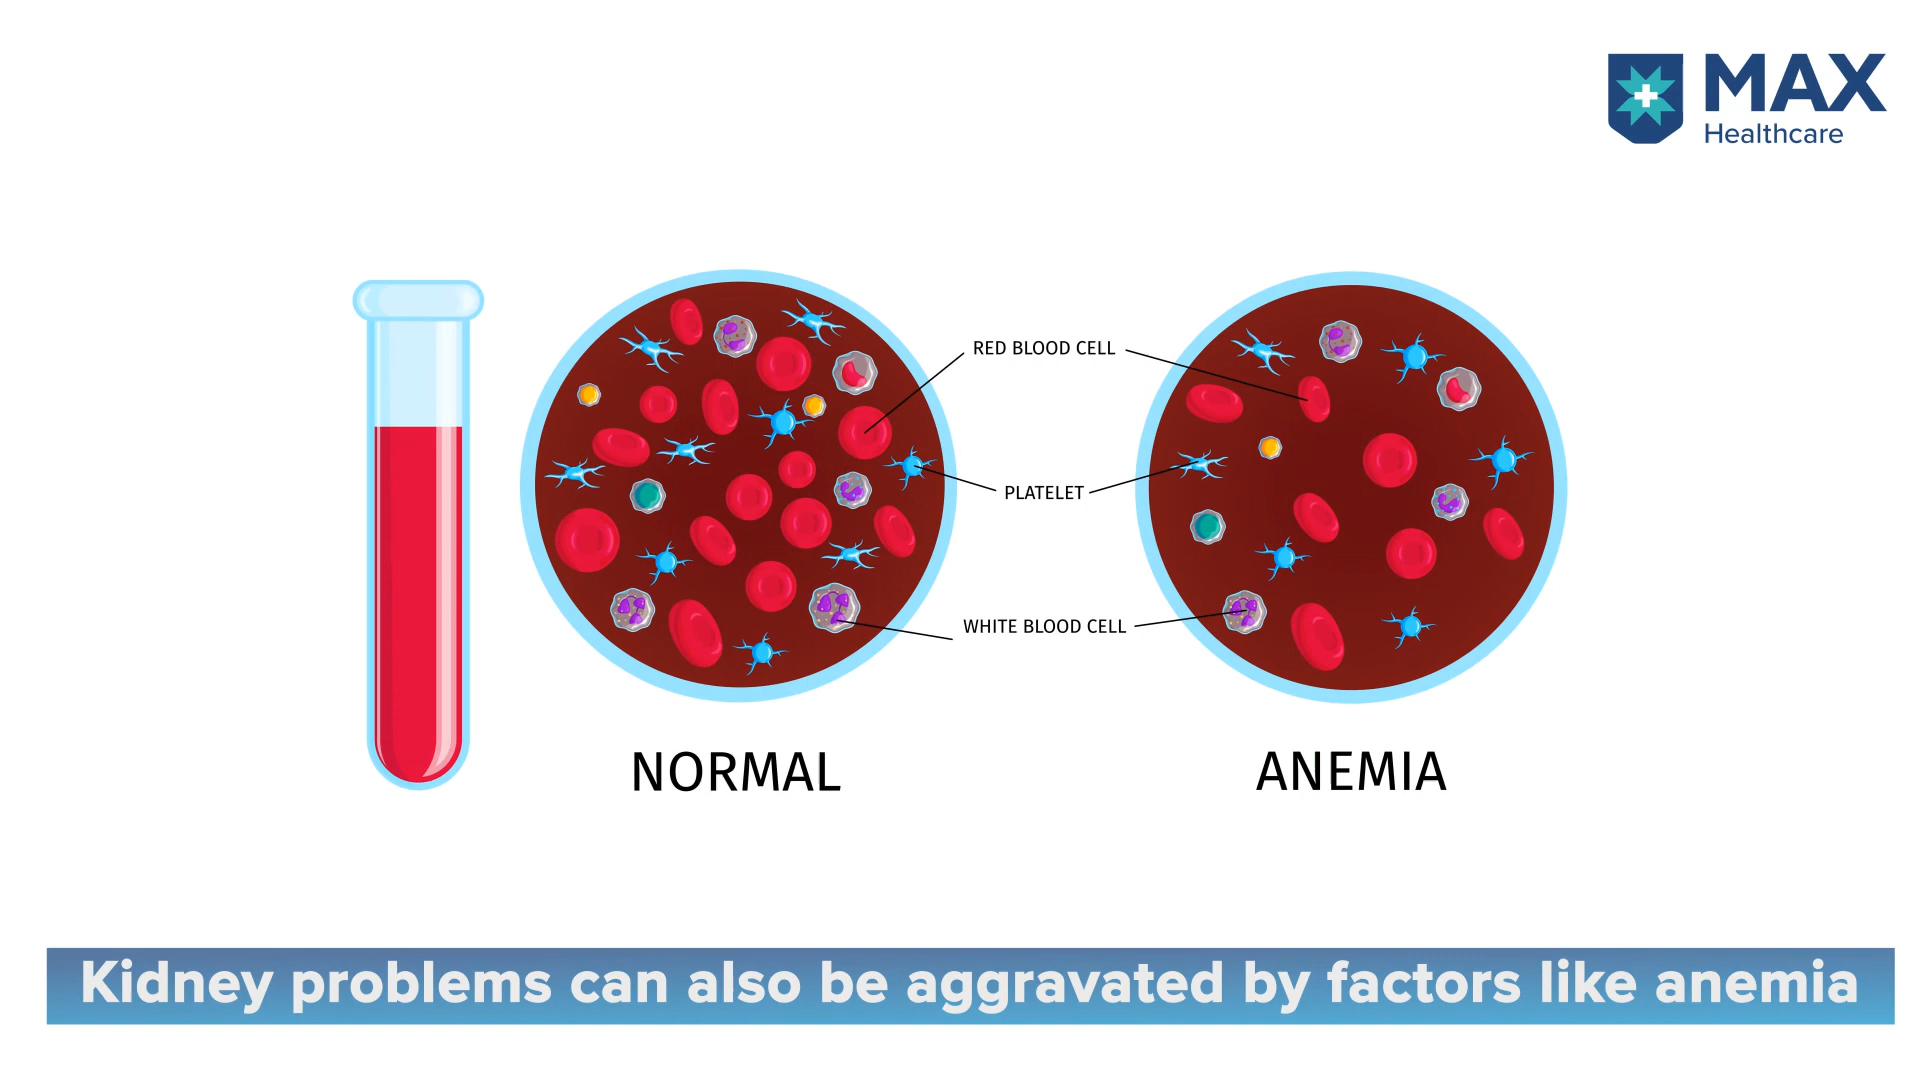 MAX
Healthcare
RED BLOOD CELL
PLATELET
WHITE BLOOD CELL
NORMAL
ANEMIA
Kidney problems can also be aggravated by factors like anemia